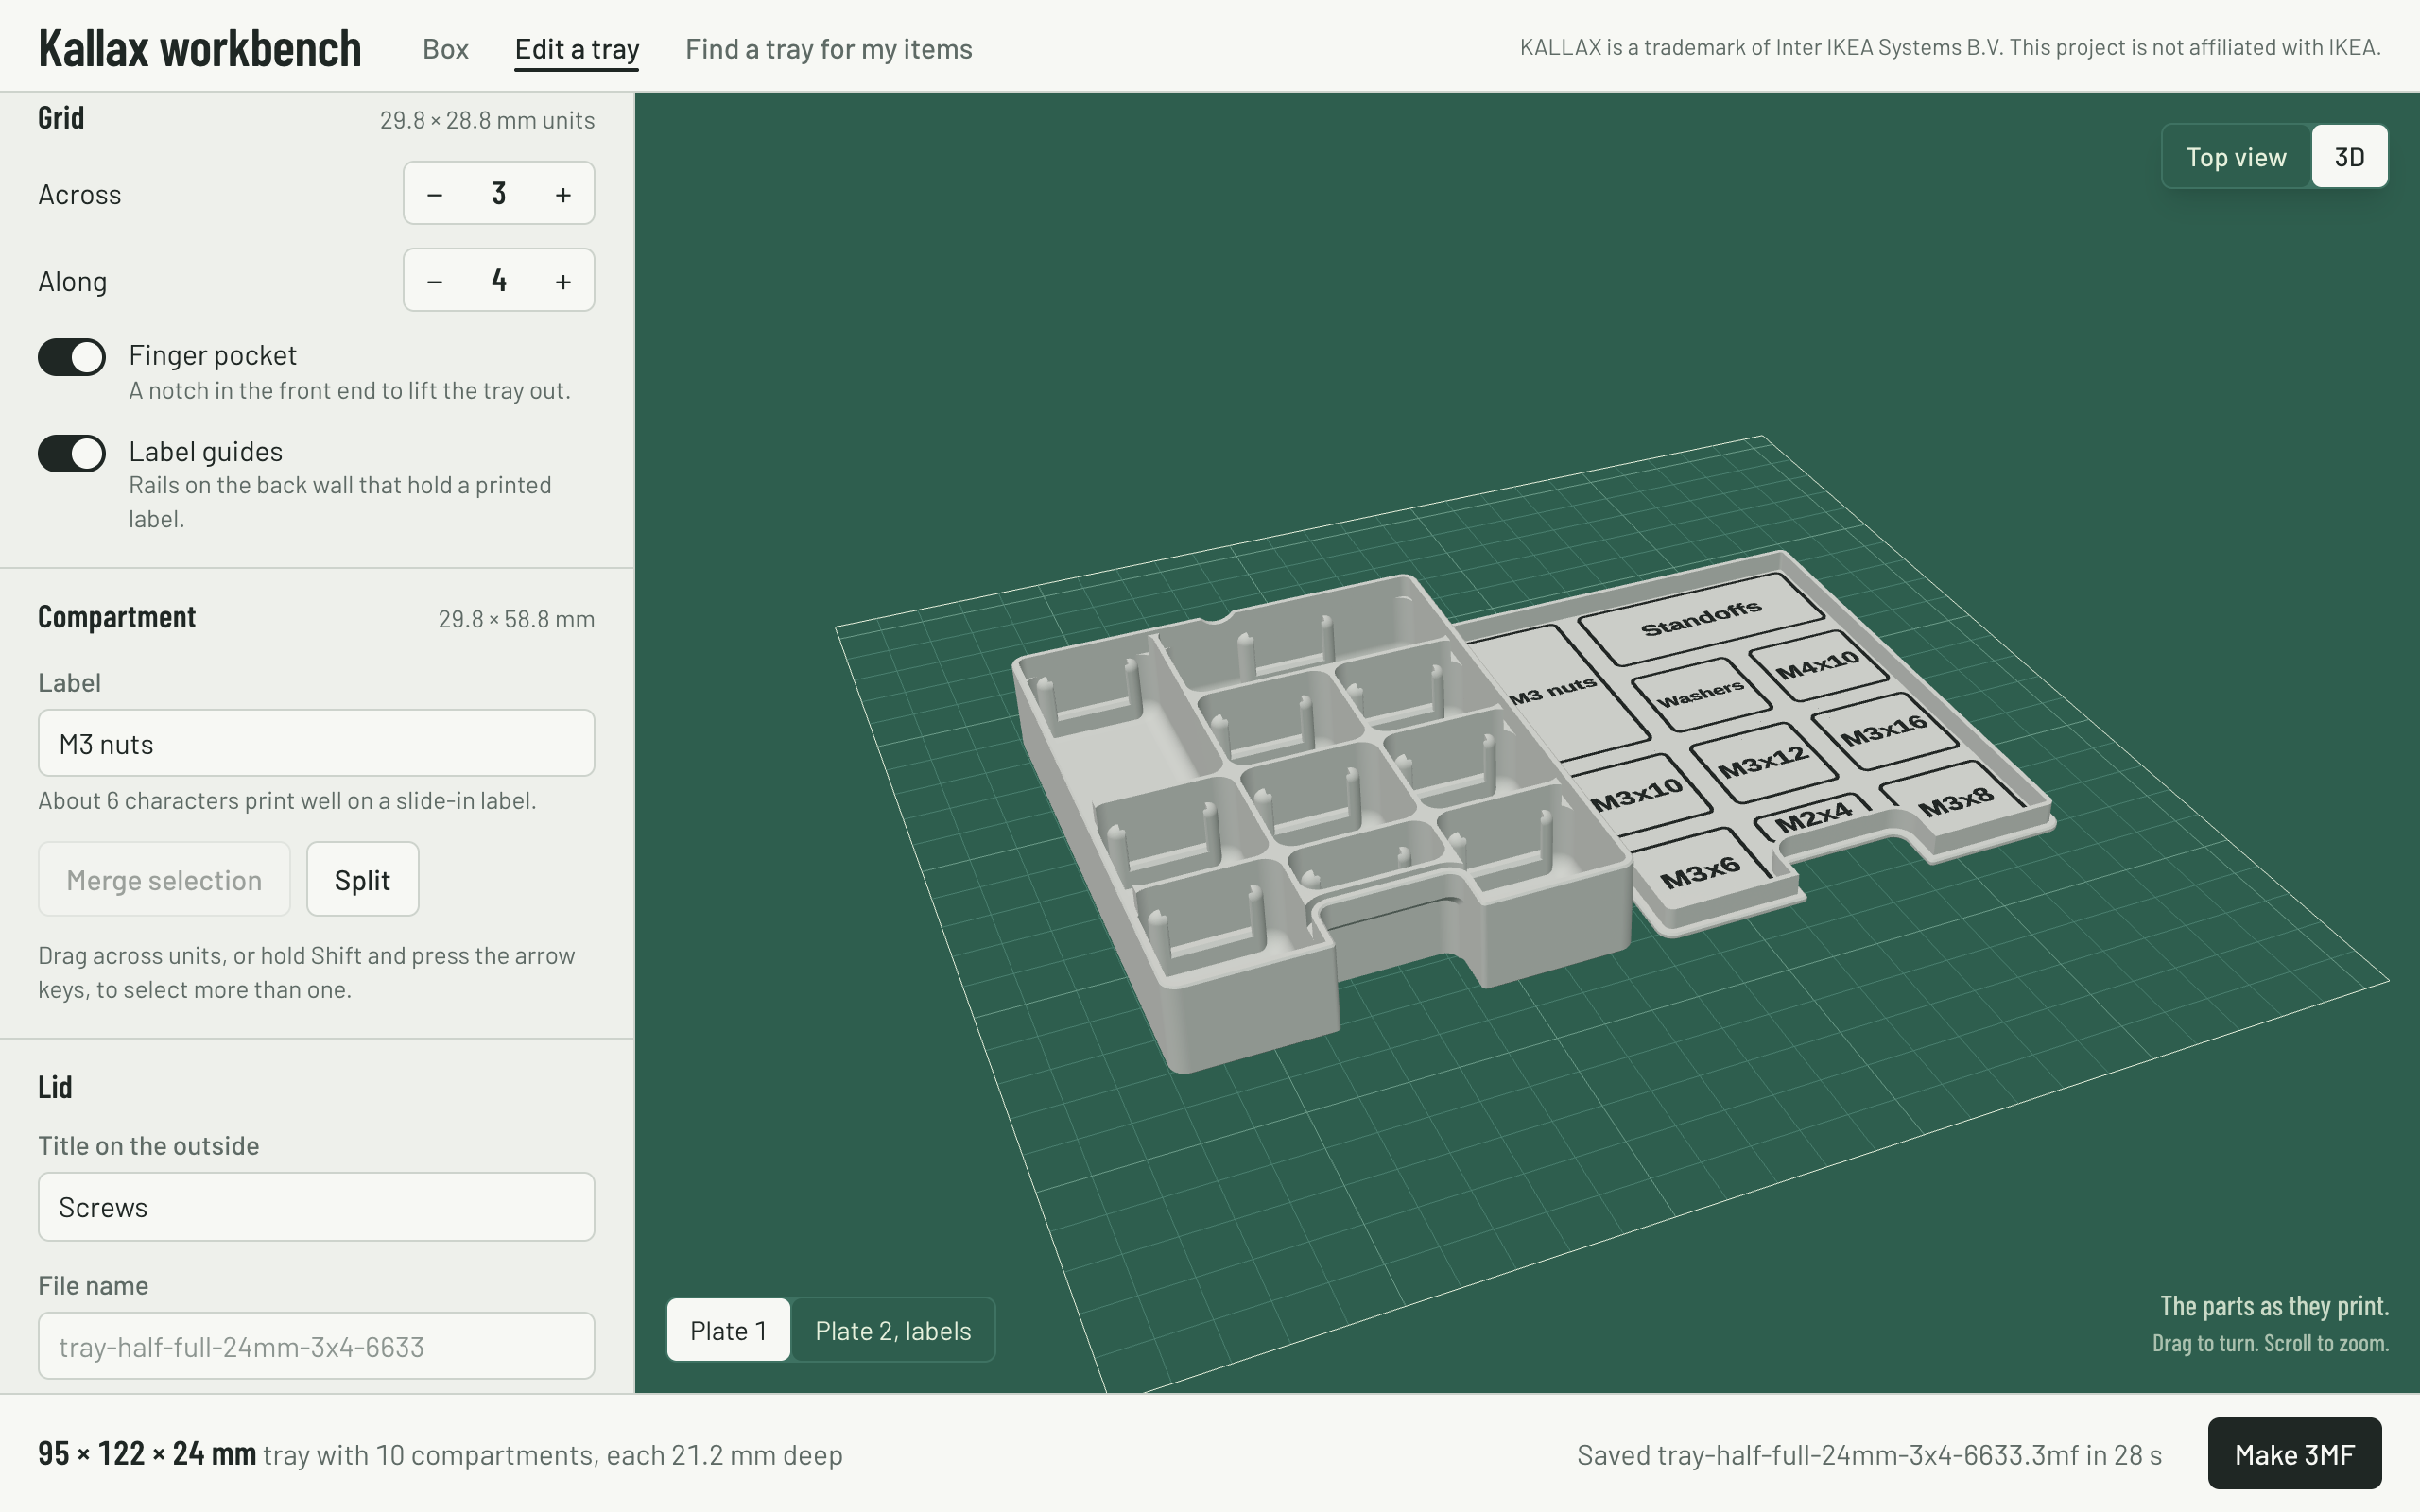 Kallax workbench
Box
Edit a tray
Find a tray for my items
KALLAX is a trademark of Inter IKEA Systems B.V. This project is not affiliated with IKEA.
Grid
29.8 × 28.8 mm units
Across
− 3 +
Along
− 4 +
Finger pocket
A notch in the front end to lift the tray out.
Label guides
Rails on the back wall that hold a printed
label.
Compartment
29.8 × 58.8 mm
Label
M3 nuts
About 6 characters print well on a slide-in label.
Merge selection
Split
Drag across units, or hold Shift and press the arrow
keys, to select more than one.
Lid
Title on the outside
Screws
File name
tray-half-full-24mm-3x4-6633
Top view
3D
Standoffs
M3 nuts
Washers
M4x10
M3x10
M3x12
M3x16
M3x6
M2x4
M3x8
Plate 1
Plate 2, labels
The parts as they print.
Drag to turn. Scroll to zoom.
95 × 122 × 24 mm tray with 10 compartments, each 21.2 mm deep
Saved tray-half-full-24mm-3x4-6633.3mf in 28 s
Make 3MF